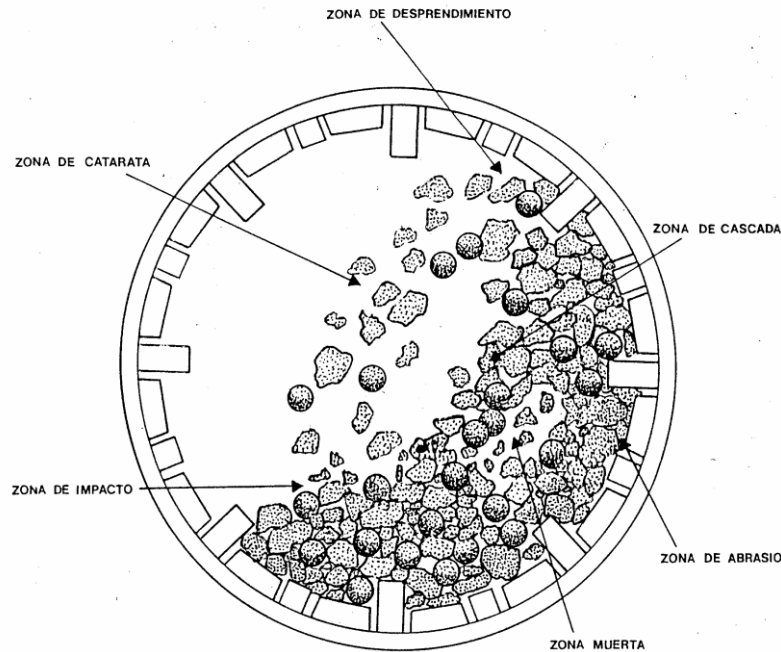 ZONA DE DESPRENDIMIENTO
ZONA DE CATARATA
ZONA DE CASCADA
ZONA DE IMPACTO
ZONA DE ABRASIO
ZONA MUERTA